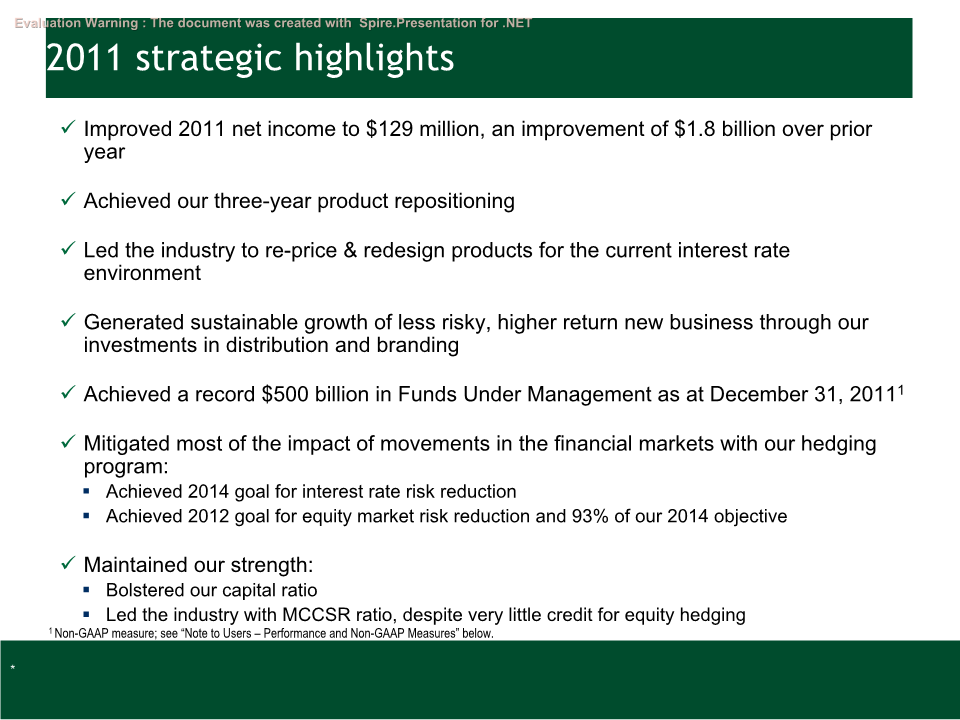 Evaluation Warning : The document was created with Spire.Presentation for .NET
2011 strategic highlights
✓ Improved 2011 net income to $129 million, an improvement of $1.8 billion over prior
year
✓ Achieved our three-year product repositioning
✓ Led the industry to re-price & redesign products for the current interest rate
environment
✓ Generated sustainable growth of less risky, higher return new business through our
investments in distribution and branding
✓ Achieved a record $500 billion in Funds Under Management as at December 31, 2011¹
✓ Mitigated most of the impact of movements in the financial markets with our hedging
program:
▪ Achieved 2014 goal for interest rate risk reduction
▪ Achieved 2012 goal for equity market risk reduction and 93% of our 2014 objective
✓ Maintained our strength:
▪ Bolstered our capital ratio
▪ Led the industry with MCCSR ratio, despite very little credit for equity hedging
¹ Non-GAAP measure; see “Note to Users – Performance and Non-GAAP Measures” below.
*